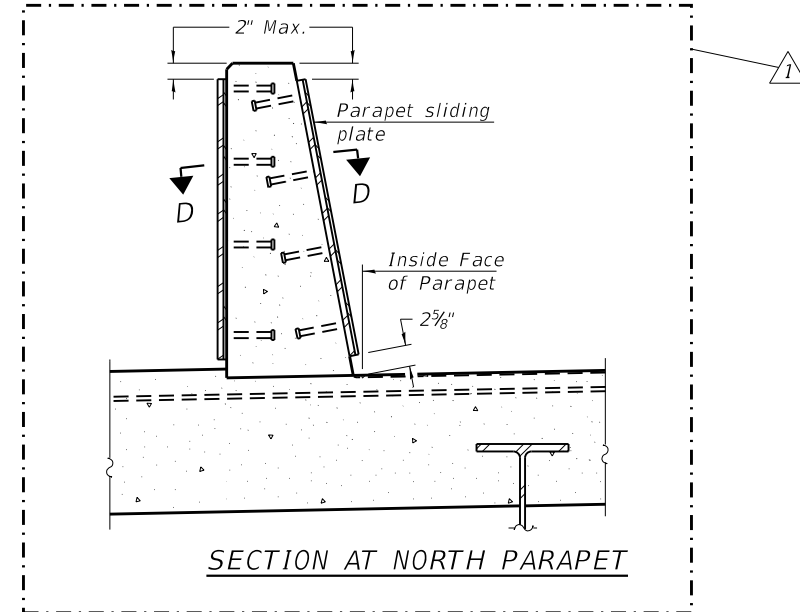 2" Max.
1
Parapet sliding
plate
D
D
Inside Face
of Parapet
2⅝"
SECTION AT NORTH PARAPET